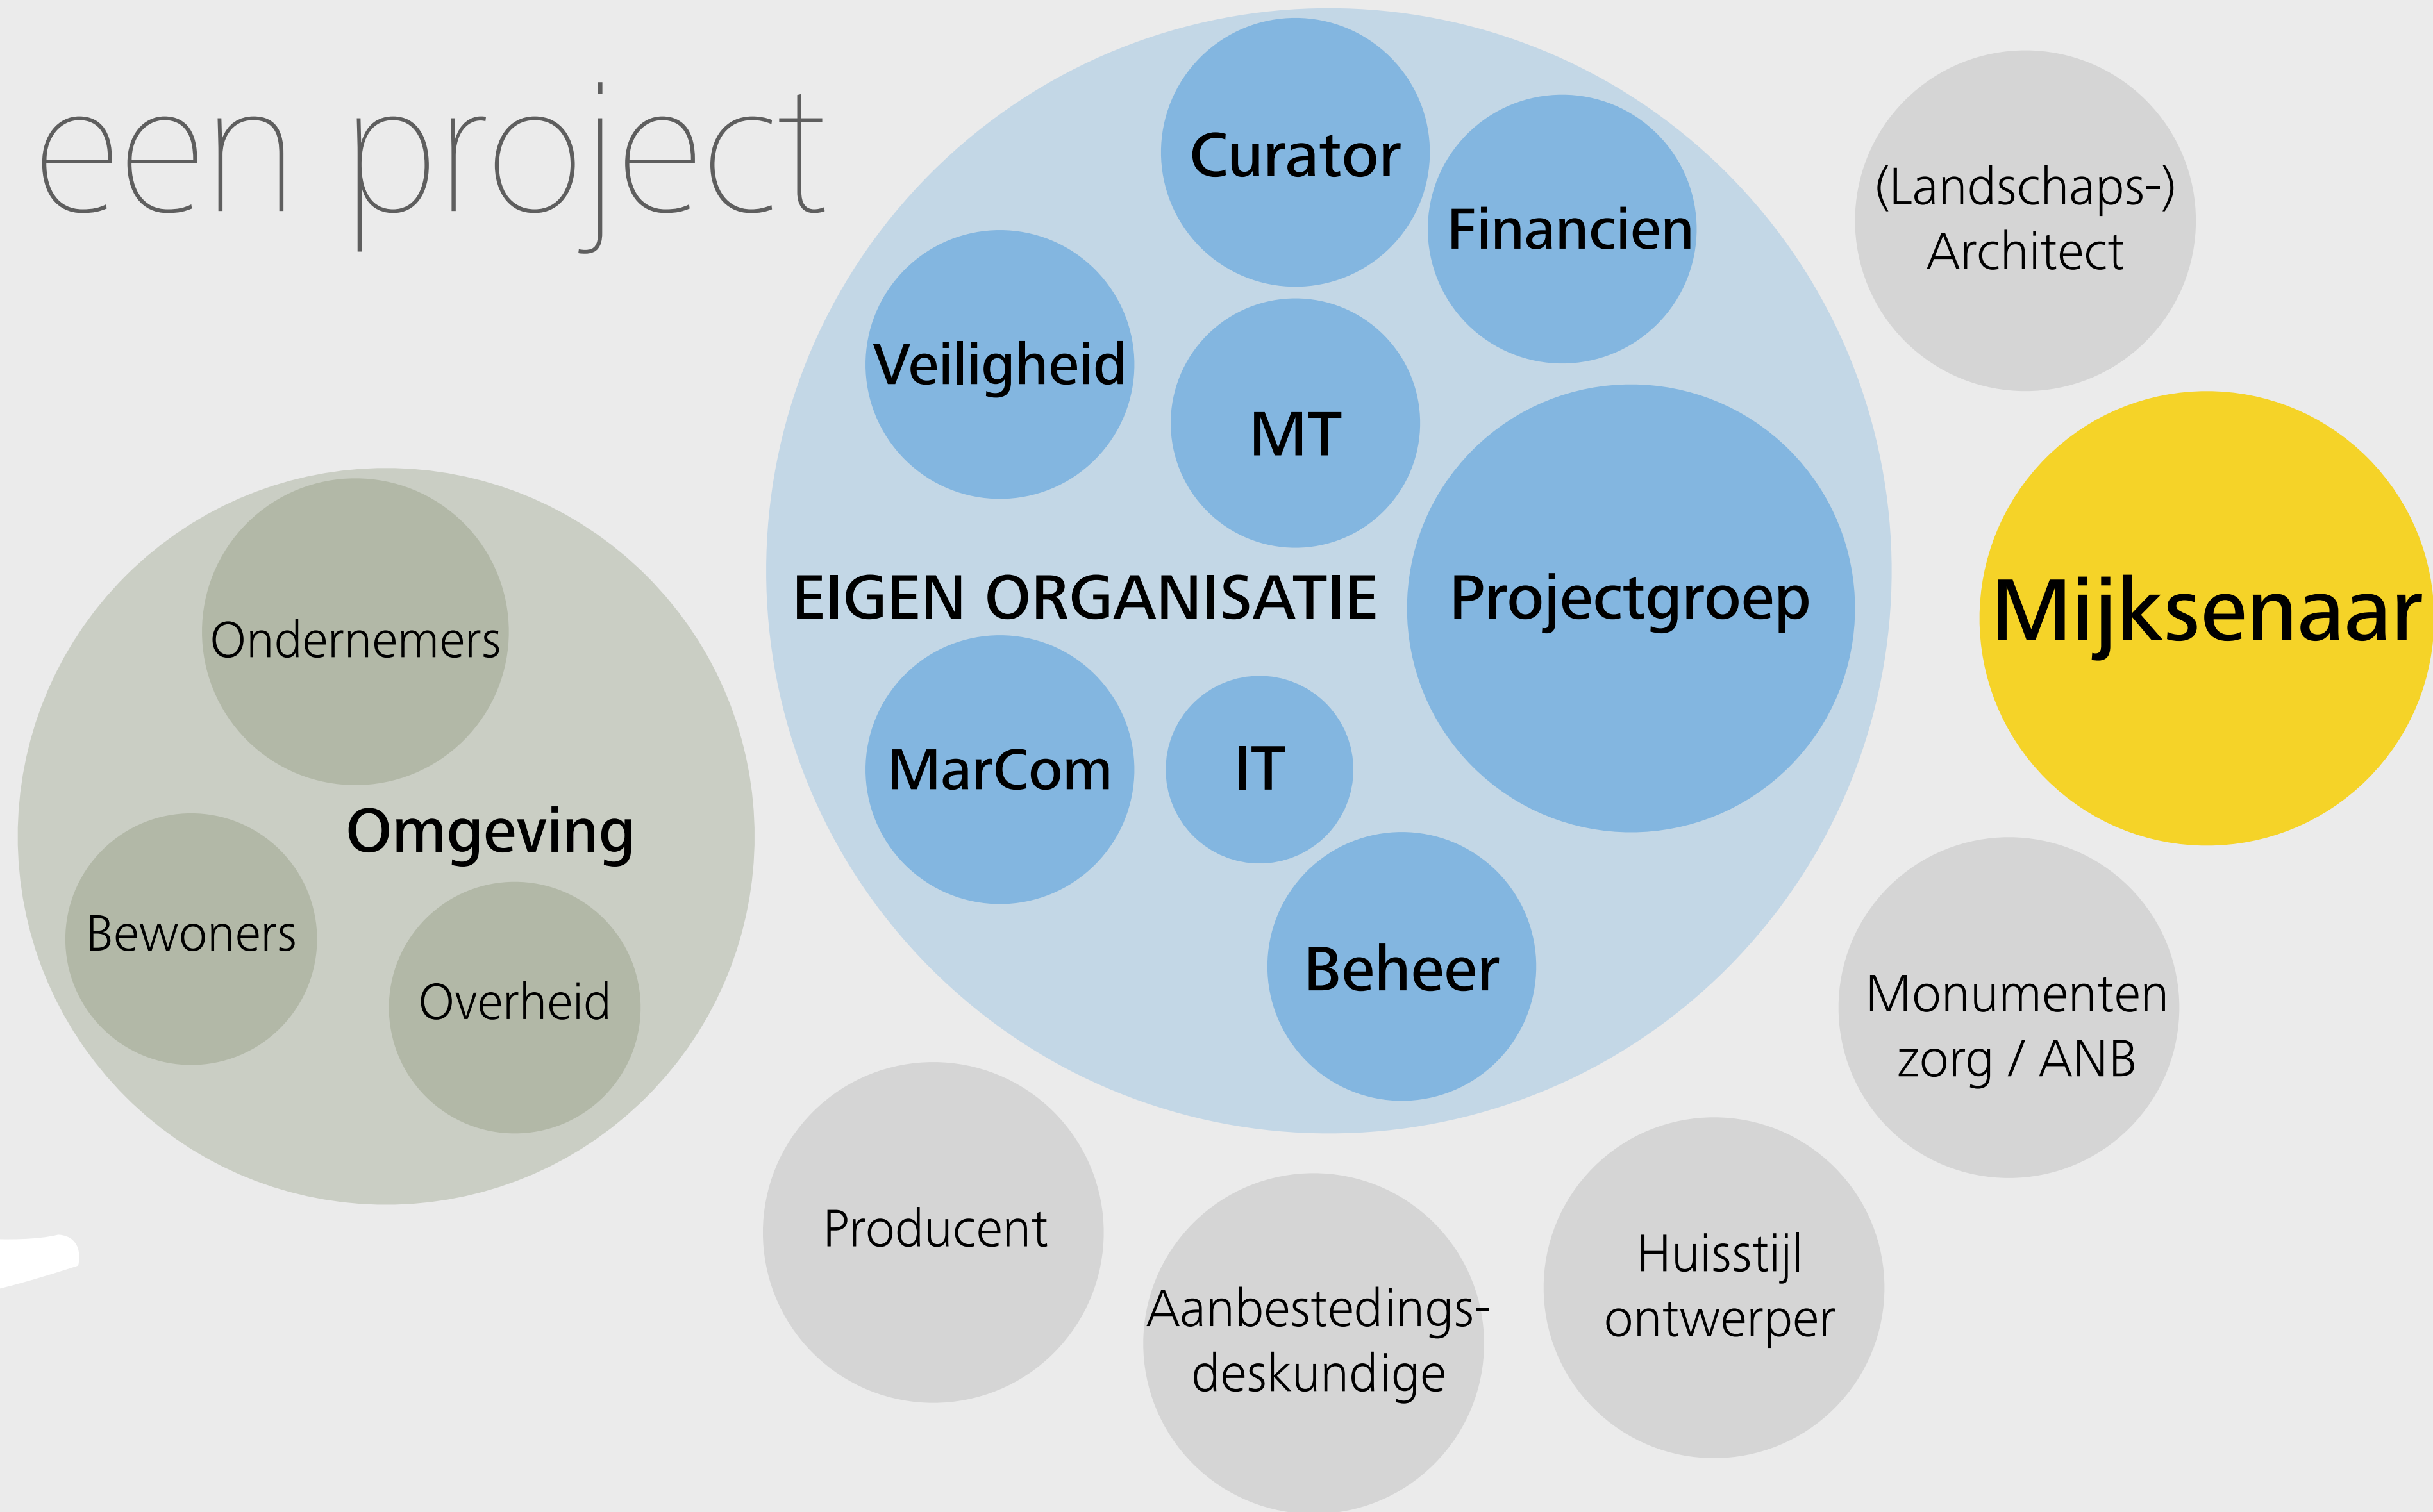 een project
Curator
Financien
Veiligheid
MT
EIGEN ORGANISATIE
Projectgroep
MarCom
IT
Beheer
(Landschaps-)
Architect
Mijksenaar
Monumenten
zorg / ANB
Ondernemers
Omgeving
Bewoners
Overheid
Producent
Aanbestedings-
deskundige
Huisstijl
ontwerper